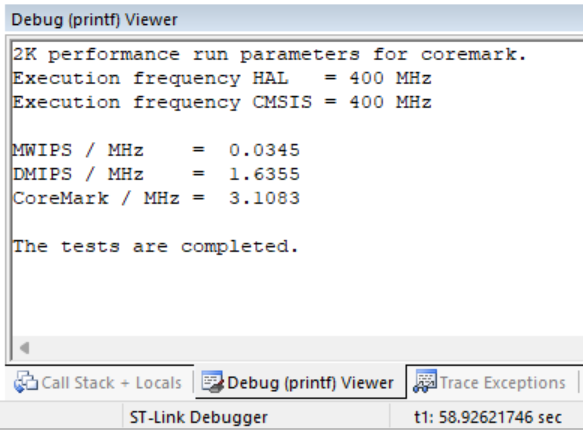 Debug (printf) Viewer
2K performance run parameters for coremark.
Execution frequency HAL   = 400 MHz
Execution frequency CMSIS = 400 MHz
MWIPS / MHz    =  0.0345
DMIPS / MHz    =  1.6355
CoreMark / MHz =  3.1083
The tests are completed.
Call Stack + Locals Debug (printf) Viewer Trace Exceptions
ST-Link Debugger t1: 58.92621746 sec